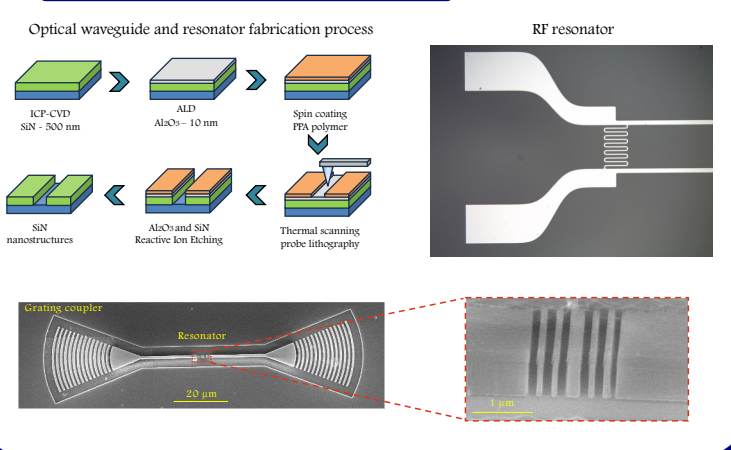 Optical waveguide and resonator fabrication process
RF resonator
ICP-CVD
SiN - 500 nm
ALD
Al2O3 – 10 nm
Spin coating
PPA polymer
SiN
nanostructures
Al2O3 and SiN
Reactive Ion Etching
Thermal scanning
probe lithography
Grating coupler
Resonator
20 µm
1 µm